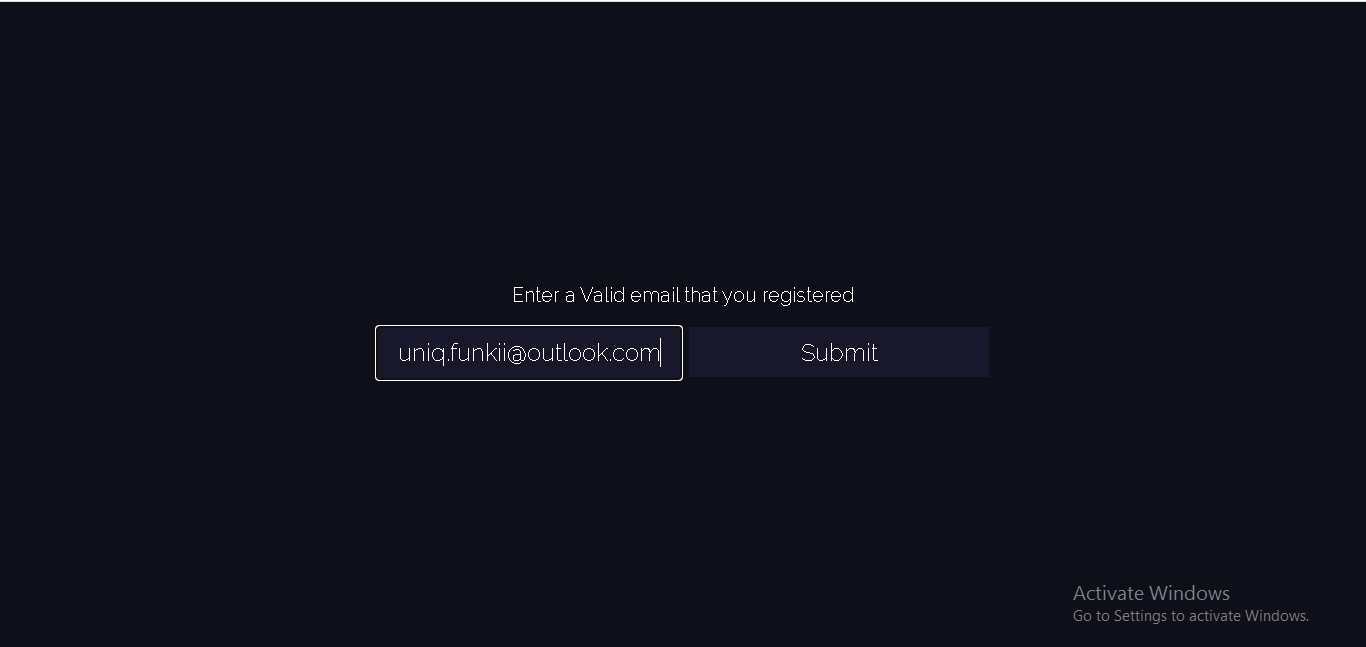 Enter a Valid email that you registered
uniq.funkii@outlook.com
Submit
Activate Windows
Go to Settings to activate Windows.